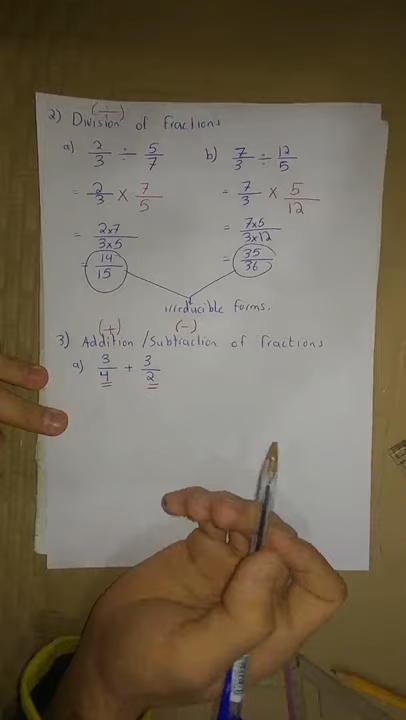 (÷)
2) Division of fractions
a) 2/3 ÷ 5/7
= 2/3 × 7/5
= 2×7/3×5
= 14/15
b) 7/3 ÷ 12/5
= 7/3 × 5/12
= 7×5/3×12
= 35/36
irreducible forms.
(+) (-)
3) Addition/Subtraction of fractions
a) 3/4 + 3/2